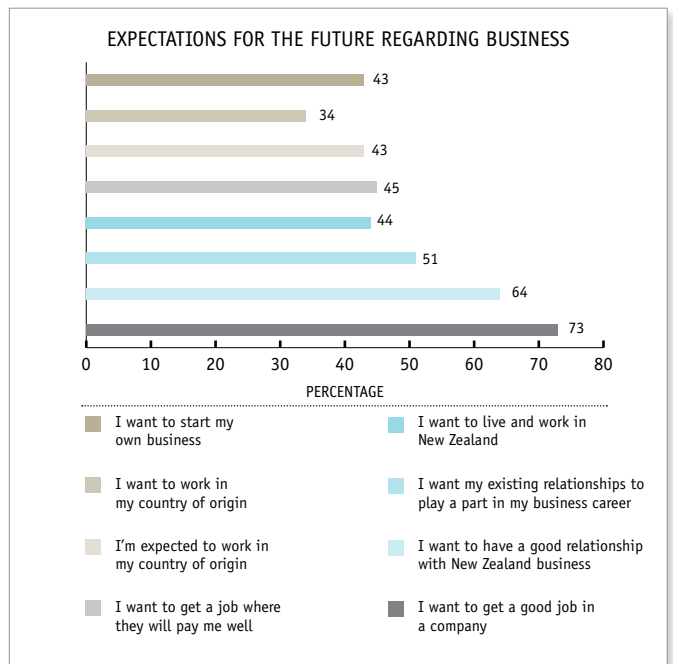 EXPECTATIONS FOR THE FUTURE REGARDING BUSINESS
43
34
43
45
44
51
64
73
0 10 20 30 40 50 60 70 80
PERCENTAGE
I want to start my
own business
I want to work in
my country of origin
I'm expected to work in
my country of origin
I want to get a job where
they will pay me well
I want to live and work in
New Zealand
I want my existing relationships to
play a part in my business career
I want to have a good relationship
with New Zealand business
I want to get a good job in
a company